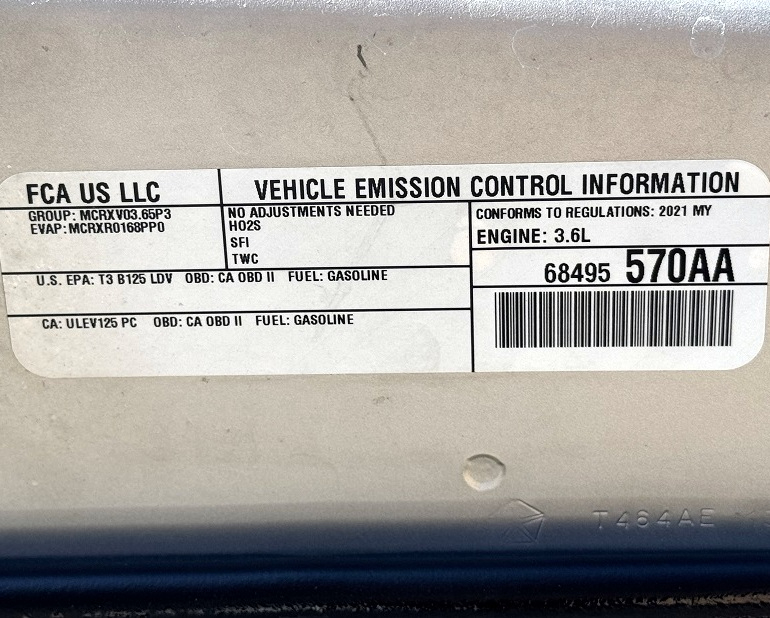 FCA US LLC
VEHICLE EMISSION CONTROL INFORMATION
GROUP: MCRXV03.65P3
EVAP: MCRXR0168PP0
NO ADJUSTMENTS NEEDED
HO2S
SFI
TWC
CONFORMS TO REGULATIONS: 2021 MY
ENGINE: 3.6L
U.S. EPA: T3 B125 LDV OBD: CA OBD II FUEL: GASOLINE
68495 570AA
CA: ULEV125 PC OBD: CA OBD II FUEL: GASOLINE
T464AE